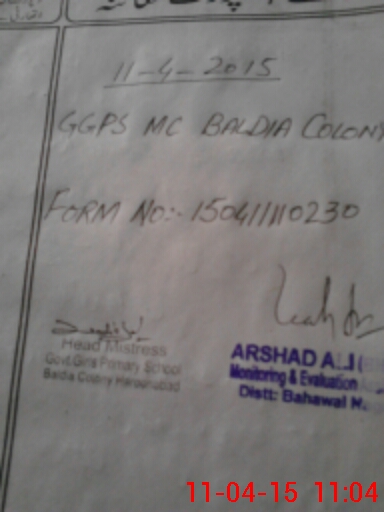 11-4-2015
GGPS MC BALDIA COLONY
FORM NO:- 150411110230
Head Mistress
Govt Girls Primary School
Baldia Colony Haroonabad
ARSHAD ALI
Monitoring & Evaluation
Distt: Bahawal
11-04-15 11:04